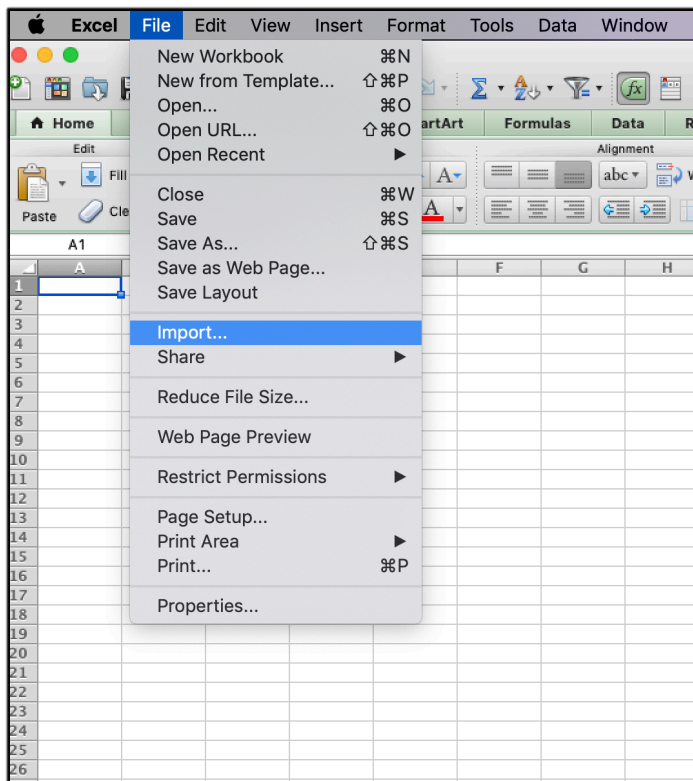 Excel File Edit View Insert Format Tools Data Window
New Workbook ⌘N
New from Template... ⇧⌘P
Open... ⌘O
Open URL... ⇧⌘O
Open Recent ▶
Close ⌘W
Save ⌘S
Save As... ⇧⌘S
Save as Web Page...
Save Layout
Import...
Share ▶
Reduce File Size...
Web Page Preview
Restrict Permissions ▶
Page Setup...
Print Area ▶
Print... ⌘P
Properties...
fx
Home artArt Formulas Data R
Edit Alignment
Fill A abc
Paste Cle A
A1
A F G H
1
2
3
4
5
6
7
8
9
10
11
12
13
14
15
16
17
18
19
20
21
22
23
24
25
26